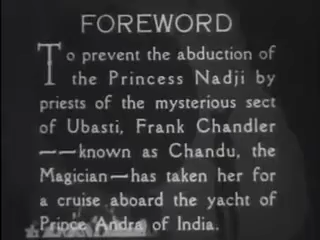 FOREWORD
To prevent the abduction of
the Princess Nadji by
priests of the mysterious sect
of Ubasti, Frank Chandler
——known as Chandu, the
Magician—has taken her for
a cruise aboard the yacht of
Prince Andra of India.